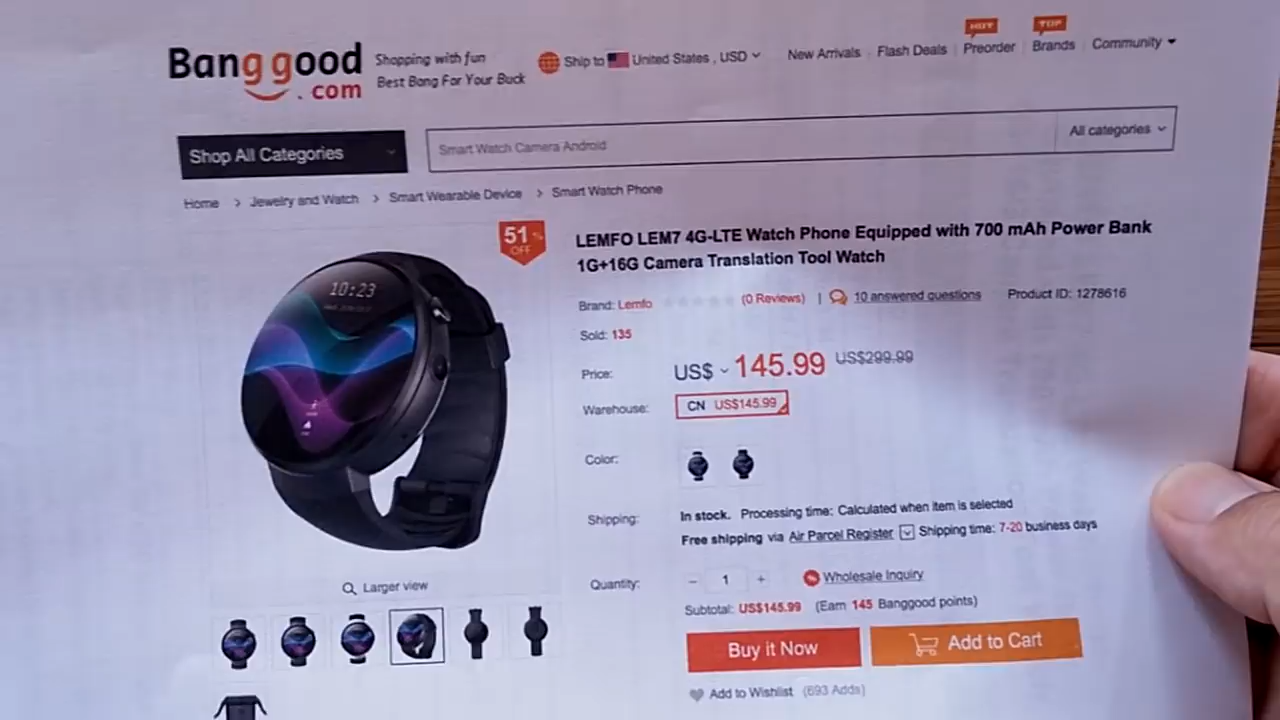 Banggood
.com
Shopping with fun
Best Bang For Your Buck
Ship to United States , USD
New Arrivals
Flash Deals
HOT
Preorder
TOP
Brands
Community
Shop All Categories
Smart Watch Camera Android
All categories
Home > Jewelry and Watch > Smart Wearable Device > Smart Watch Phone
51%
OFF
10:23
LEMFO LEM7 4G-LTE Watch Phone Equipped with 700 mAh Power Bank
1G+16G Camera Translation Tool Watch
Brand: Lemfo (0 Reviews) | 10 answered questions Product ID: 1278616
Sold: 135
Price: US$ 145.99 US$299.99
Warehouse: CN US$145.99
Color:
Shipping: In stock. Processing time: Calculated when item is selected
Free shipping via Air Parcel Register Shipping time: 7-20 business days
Larger view
Quantity: − 1 + Wholesale Inquiry
Subtotal: US$145.99 (Earn 145 Banggood points)
Buy it Now
Add to Cart
Add to Wishlist (693 Adds)